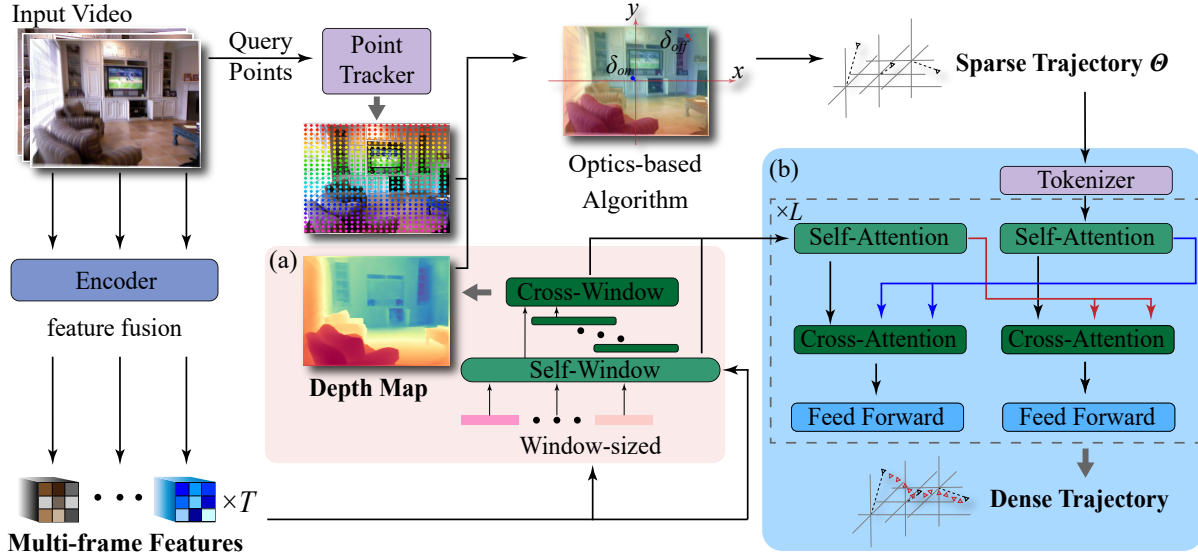 Input Video
Query
Points
Point
Tracker
y
x
δon
δoff
Optics-based
Algorithm
Sparse Trajectory Θ
(b)
Tokenizer
×L
Self-Attention
Self-Attention
Cross-Attention
Cross-Attention
Feed Forward
Feed Forward
Dense Trajectory
Encoder
feature fusion
(a)
Cross-Window
Self-Window
Depth Map
Window-sized
×T
Multi-frame Features